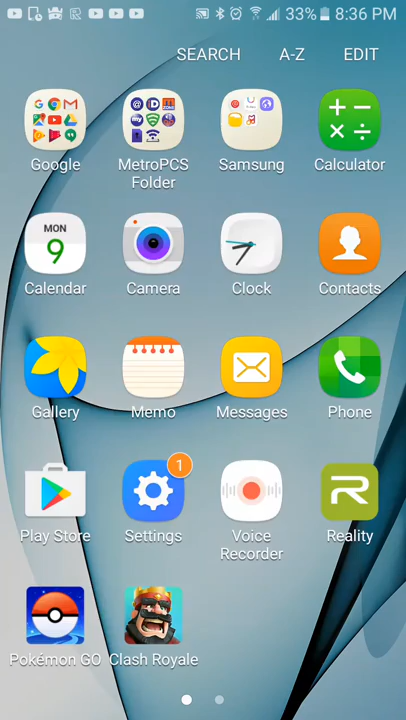 33% 8:36 PM
SEARCH A-Z EDIT
Google MetroPCS Folder Samsung Calculator
MON
9
Calendar Camera Clock Contacts
Gallery Memo Messages Phone
1
Play Store Settings Voice Recorder Reality
Pokémon GO Clash Royale